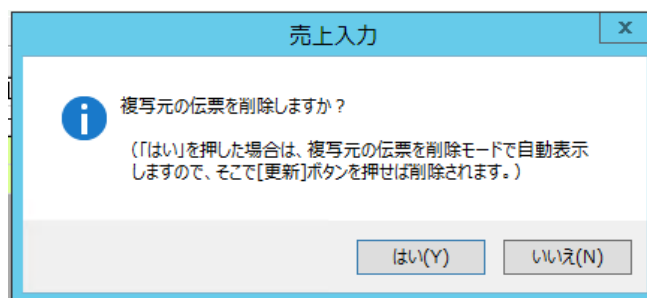 売上入力
x
複写元の伝票を削除しますか？
（｢はい｣を押した場合は、複写元の伝票を削除モードで自動表示
しますので、そこで[更新]ボタンを押せば削除されます。）
はい(Y)
いいえ(N)